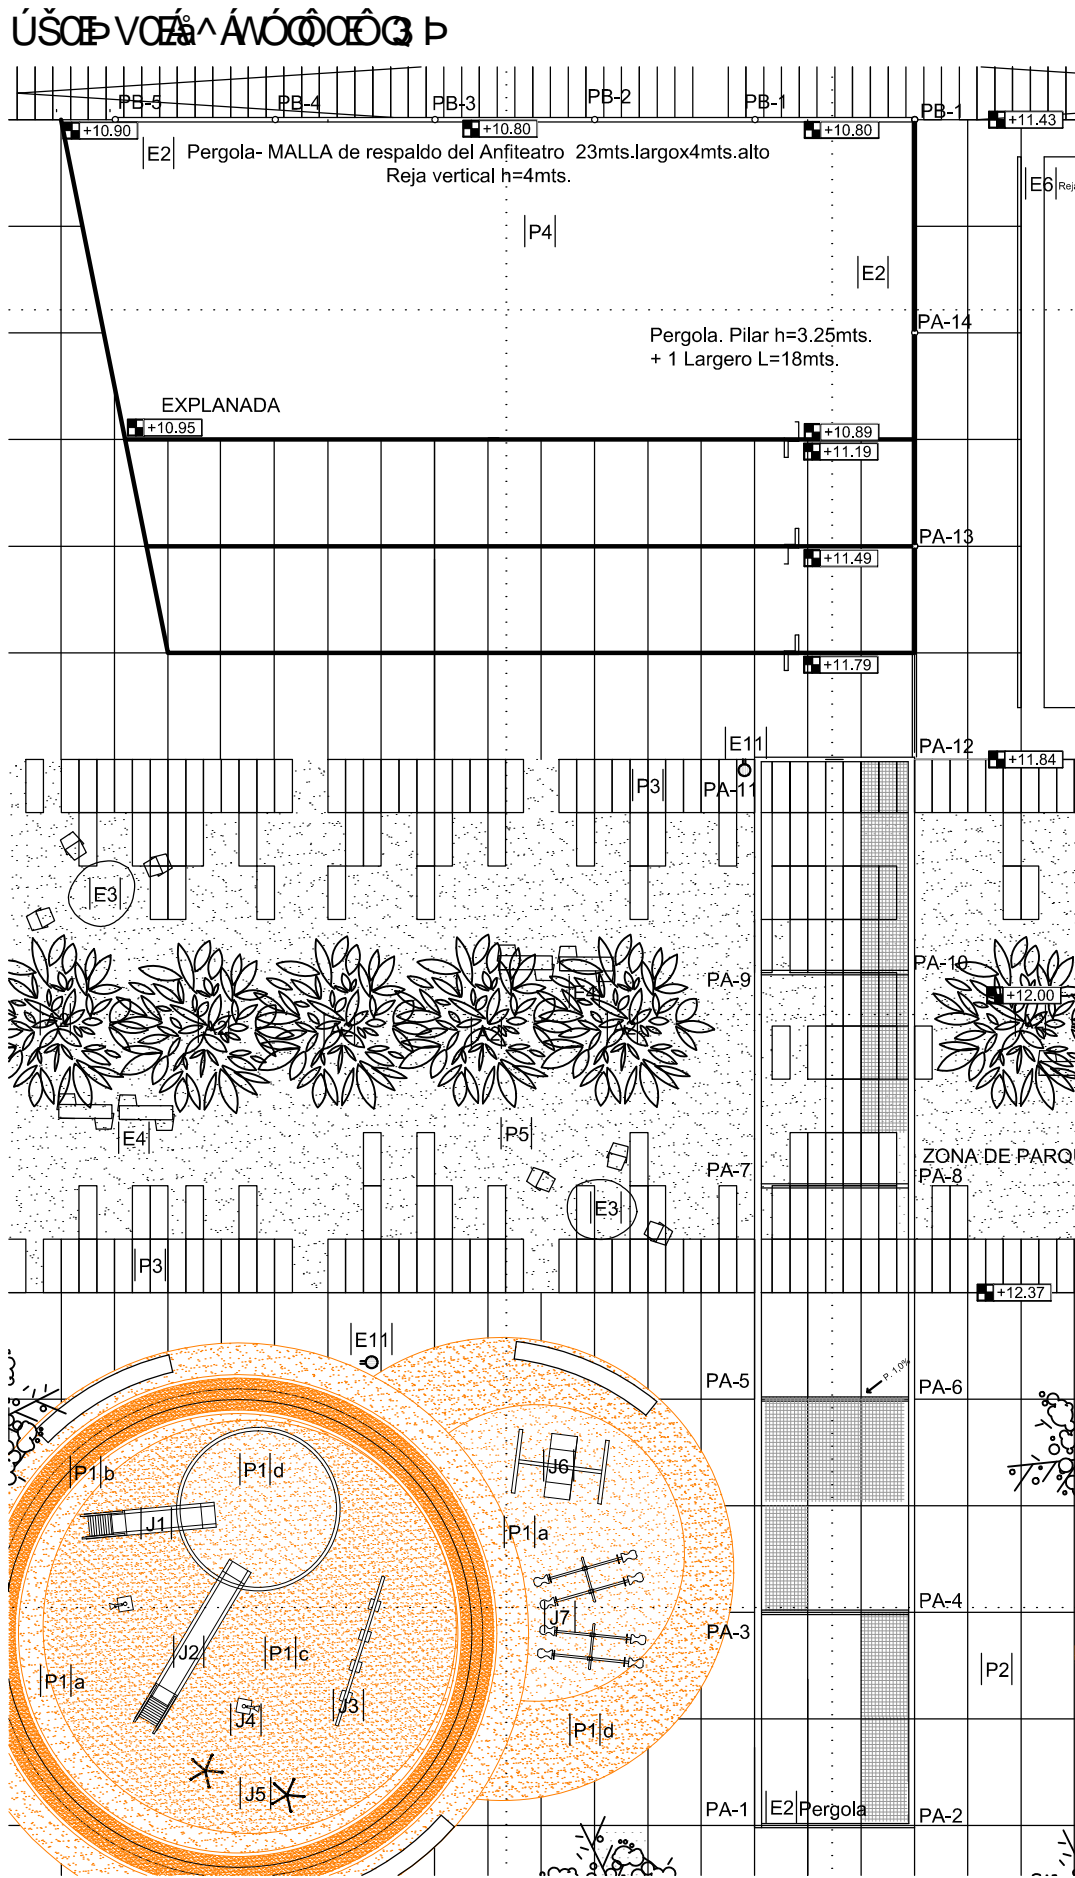 PB-5
PB-4
PB-3
PB-2
PB-1
PB-1
+11.43
+10.90
+10.80
+10.80
E2
Pergola- MALLA de respaldo del Anfiteatro 23mts.largox4mts.alto
Reja vertical h=4mts.
E6
P4
E2
PA-14
Pergola. Pilar h=3.25mts.
+ 1 Largero L=18mts.
EXPLANADA
+10.95
+10.89
+11.19
PA-13
+11.49
+11.79
E11
PA-12
+11.84
P3
PA-11
E3
PA-10
PA-9
E4
+12.00
E4
P5
ZONA DE
PA-7
PA-8
E3
P3
+12.37
E11
PA-5
P. 1,0%
PA-6
P1 b
P1 d
J6
J1
P1 a
PA-4
J7
PA-3
J2
P1 c
P1 a
P2
J3
J4
P1 d
J5
PA-1
E2 Pergola
PA-2